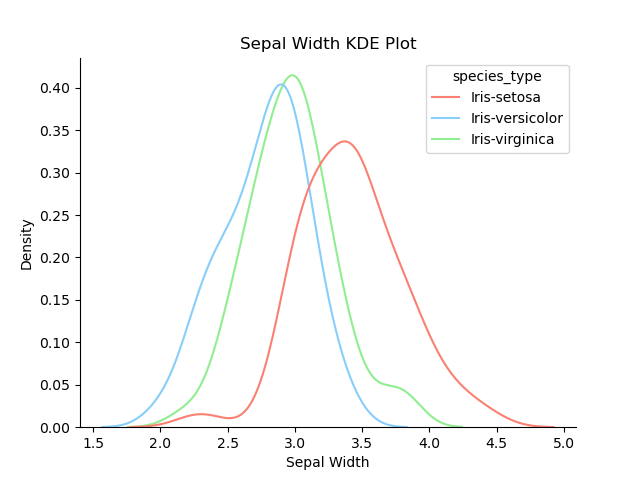 Sepal Width KDE Plot
species_type
Iris-setosa
Iris-versicolor
Iris-virginica
Density
0.40
0.35
0.30
0.25
0.20
0.15
0.10
0.05
0.00
1.5 2.0 2.5 3.0 3.5 4.0 4.5 5.0
Sepal Width